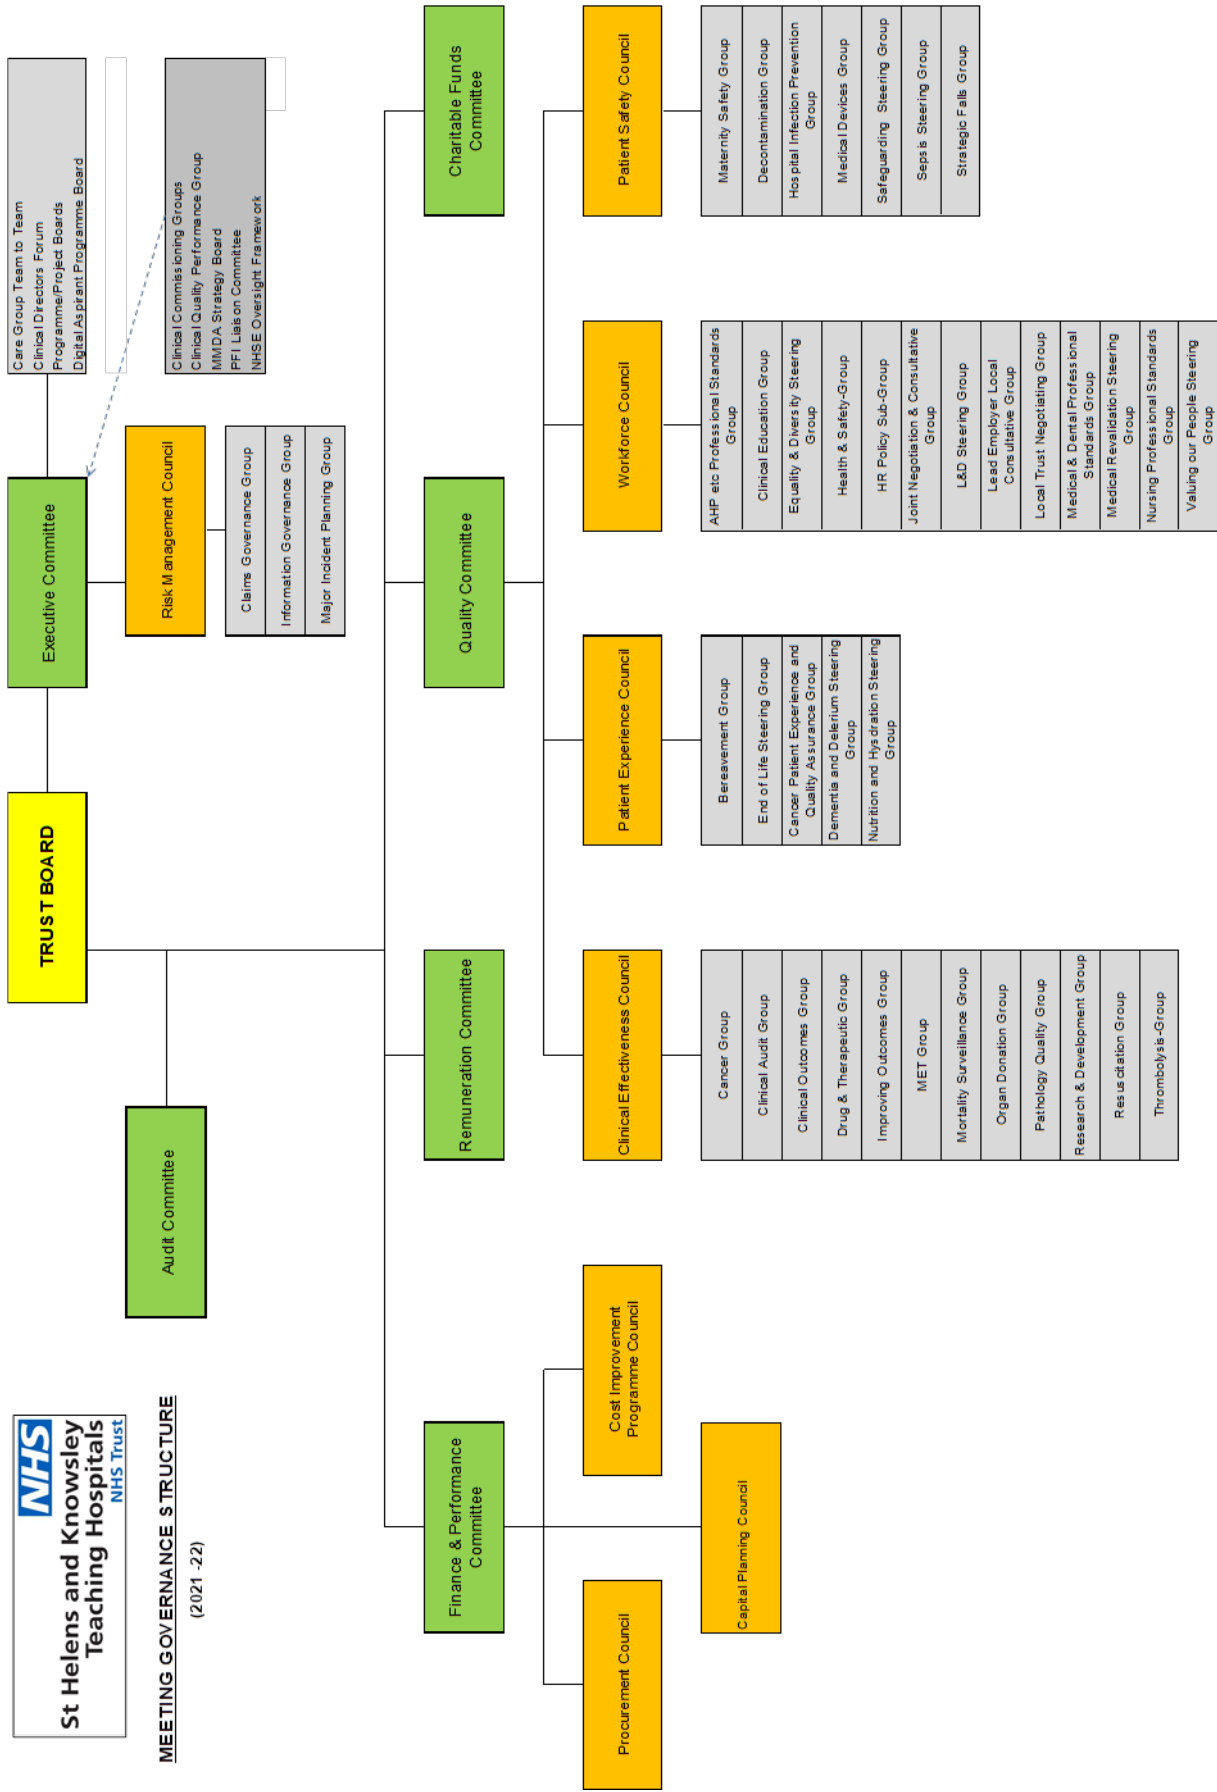 NHS
St Helens and Knowsley
Teaching Hospitals
NHS Trust
MEETING GOVERNANCE STRUCTURE
(2021 -22)
TRUST BOARD
Executive Committee
Care Group Team to Team
Clinical Directors Forum
Programme/Project Boards
Digital Aspirant Programme Board
Clinical Commissioning Groups
Clinical Quality Performance Group
MMDA Strategy Board
PFI Liaison Committee
NHSE Oversight Framework
Audit Committee
Risk Management Council
Claims Governance Group
Information Governance Group
Major Incident Planning Group
Finance & Performance
Committee
Remuneration Committee
Quality Committee
Charitable Funds
Committee
Procurement Council
Cost Improvement
Programme Council
Capital Planning Council
Clinical Effectiveness Council
Cancer Group
Clinical Audit Group
Clinical Outcomes Group
Drug & Therapeutic Group
Improving Outcomes Group
MET Group
Mortality Surveillance Group
Organ Donation Group
Pathology Quality Group
Research & Development Group
Resuscitation Group
Thrombolysis-Group
Patient Experience Council
Bereavement Group
End of Life Steering Group
Cancer Patient Experience and
Quality Assurance Group
Dementia and Delerium Steering
Group
Nutrition and Hysdration Steering
Group
Workforce Council
AHP etc Professional Standards
Group
Clinical Education Group
Equality & Diversity Steering
Group
Health & Safety-Group
HR Policy Sub-Group
Joint Negotiation & Consultative
Group
L&D Steering Group
Lead Employer Local
Consultative Group
Local Trust Negotiating Group
Medical & Dental Professional
Standards Group
Medical Revalidation Steering
Group
Nursing Professional Standards
Group
Valuing our People Steering
Group
Patient Safety Council
Maternity Safety Group
Decontamination Group
Hospital Infection Prevention
Group
Medical Devices Group
Safeguarding Steering Group
Sepsis Steering Group
Strategic Falls Group